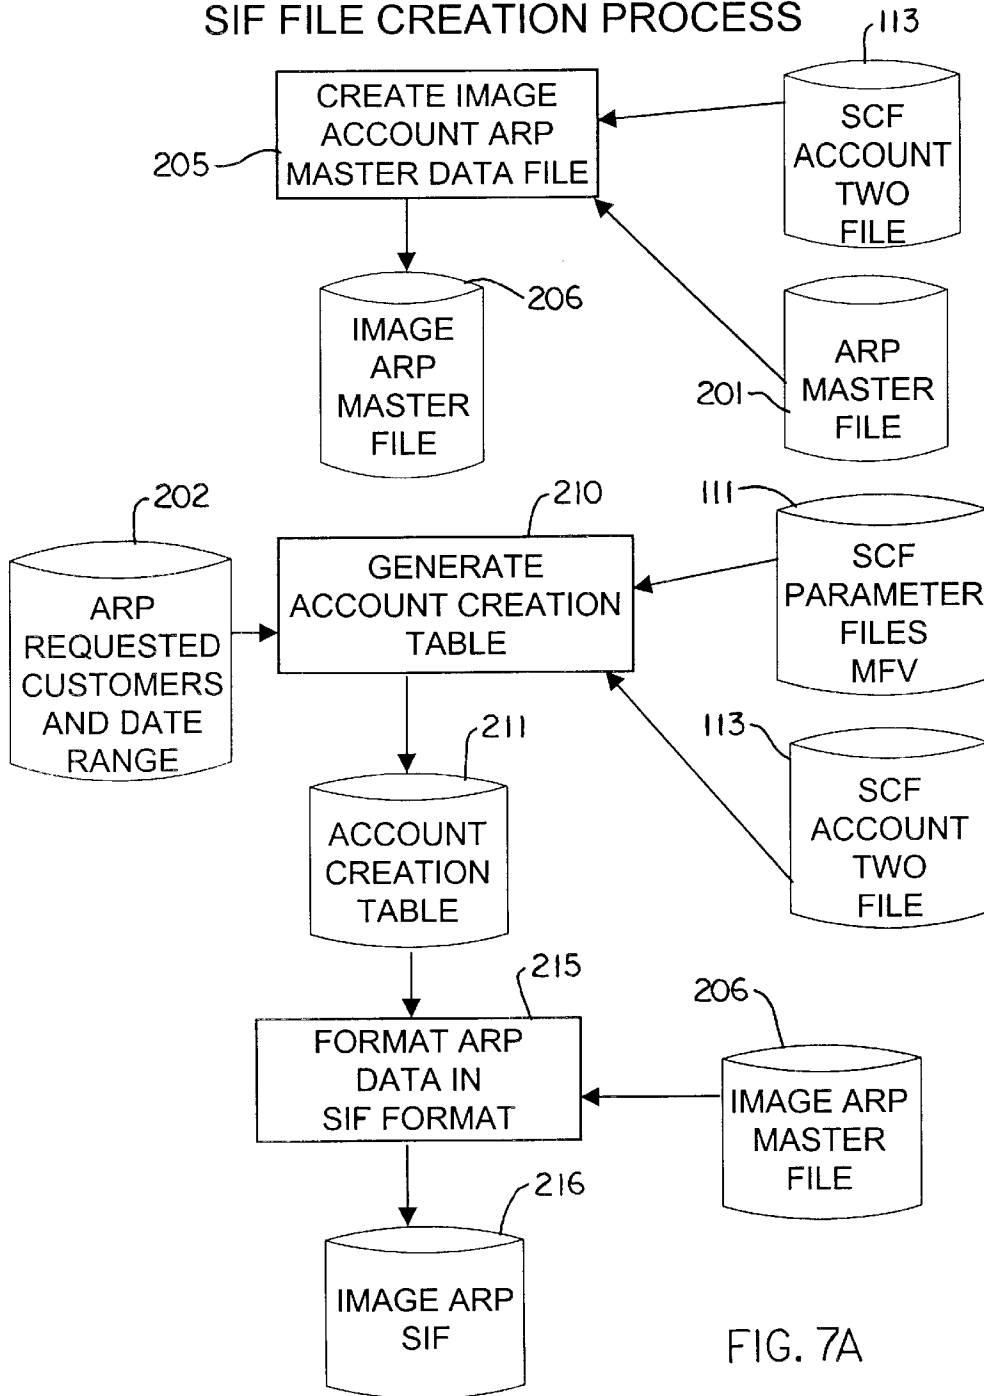 SIF FILE CREATION PROCESS
113
CREATE IMAGE
ACCOUNT ARP
MASTER DATA FILE
205
SCF
ACCOUNT
TWO
FILE
206
IMAGE
ARP
MASTER
FILE
ARP
MASTER
FILE
201
202
210
111
ARP
REQUESTED
CUSTOMERS
AND DATE
RANGE
GENERATE
ACCOUNT CREATION
TABLE
SCF
PARAMETER
FILES
MFV
211
113
ACCOUNT
CREATION
TABLE
SCF
ACCOUNT
TWO
FILE
215
206
FORMAT ARP
DATA IN
SIF FORMAT
IMAGE ARP
MASTER
FILE
216
IMAGE ARP
SIF
FIG. 7A